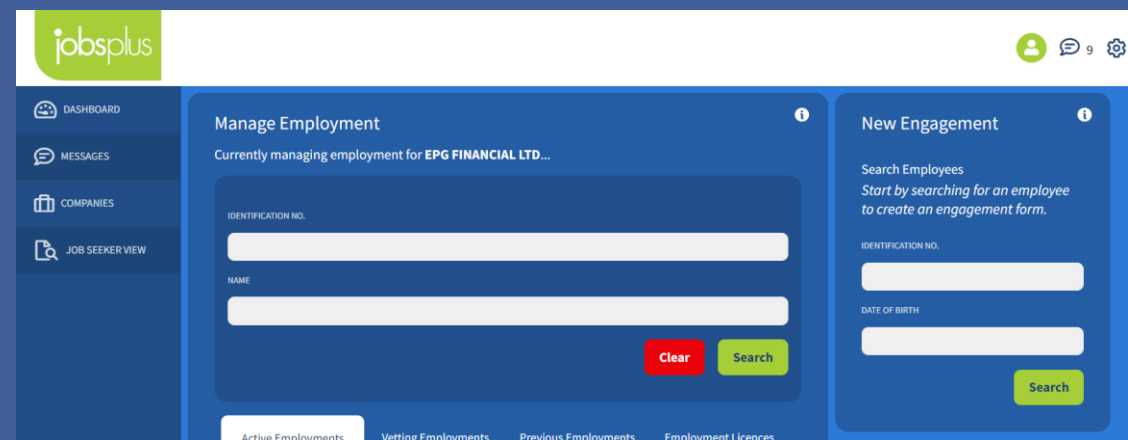 jobsplus
9
DASHBOARD
MESSAGES
COMPANIES
JOB SEEKER VIEW
Manage Employment
Currently managing employment for EPG FINANCIAL LTD...
IDENTIFICATION NO.
NAME
Clear
Search
Active Employments
Vetting Employments
Previous Employments
Employment Licences
New Engagement
Search Employees
Start by searching for an employee
to create an engagement form.
IDENTIFICATION NO.
DATE OF BIRTH
Search